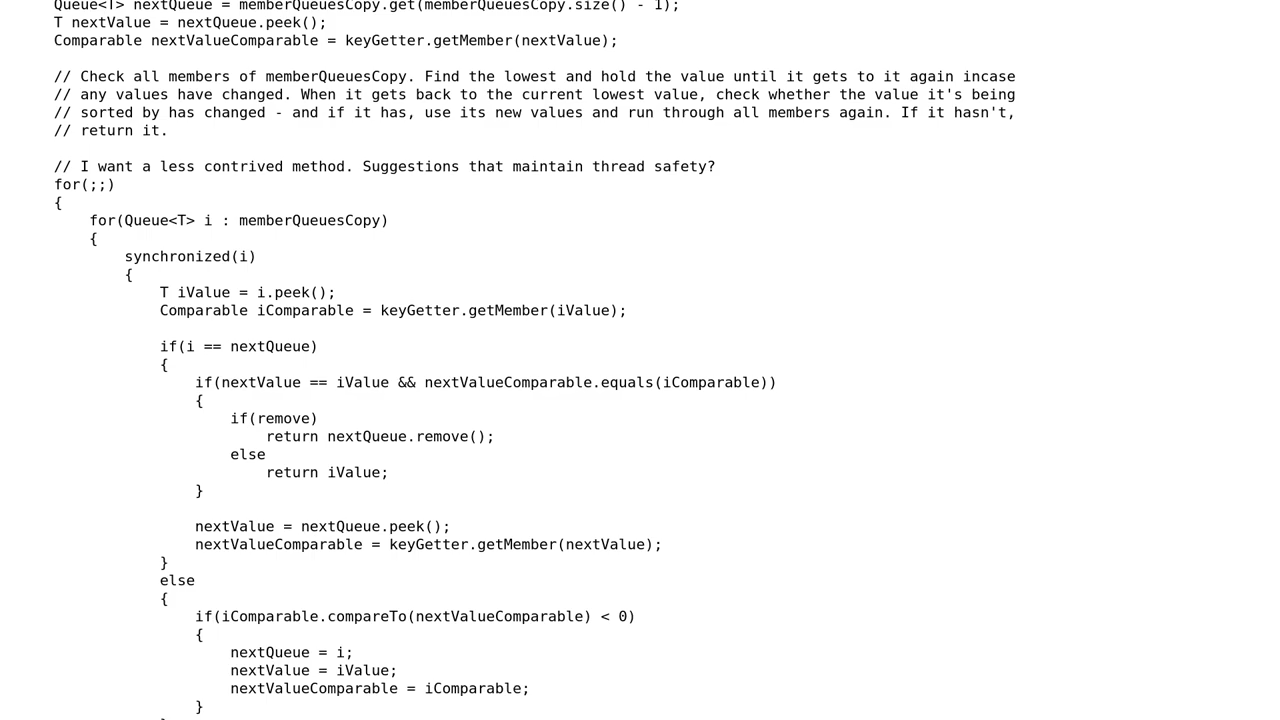 Queue<T> nextQueue = memberQueuesCopy.get(memberQueuesCopy.size() - 1);
T nextValue = nextQueue.peek();
Comparable nextValueComparable = keyGetter.getMember(nextValue);

// Check all members of memberQueuesCopy. Find the lowest and hold the value until it gets to it again incase
// any values have changed. When it gets back to the current lowest value, check whether the value it's being
// sorted by has changed - and if it has, use its new values and run through all members again. If it hasn't,
// return it.

// I want a less contrived method. Suggestions that maintain thread safety?
for(;;)
{
    for(Queue<T> i : memberQueuesCopy)
    {
        synchronized(i)
        {
            T iValue = i.peek();
            Comparable iComparable = keyGetter.getMember(iValue);

            if(i == nextQueue)
            {
                if(nextValue == iValue && nextValueComparable.equals(iComparable))
                {
                    if(remove)
                        return nextQueue.remove();
                    else
                        return iValue;
                }

                nextValue = nextQueue.peek();
                nextValueComparable = keyGetter.getMember(nextValue);
            }
            else
            {
                if(iComparable.compareTo(nextValueComparable) < 0)
                {
                    nextQueue = i;
                    nextValue = iValue;
                    nextValueComparable = iComparable;
                }